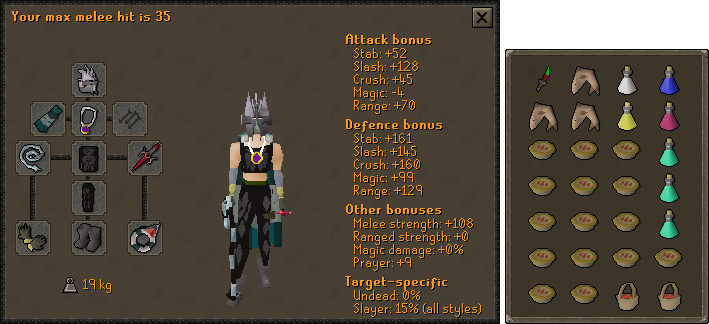 Your max melee hit is 35
Attack bonus
Stab: +52
Slash: +128
Crush: +45
Magic: -4
Range: +70
Defence bonus
Stab: +161
Slash: +145
Crush: +160
Magic: +99
Range: +129
Other bonuses
Melee strength: +108
Ranged strength: +0
Magic damage: +0%
Prayer: +9
Target-specific
Undead: 0%
Slayer: 15% (all styles)
19 kg